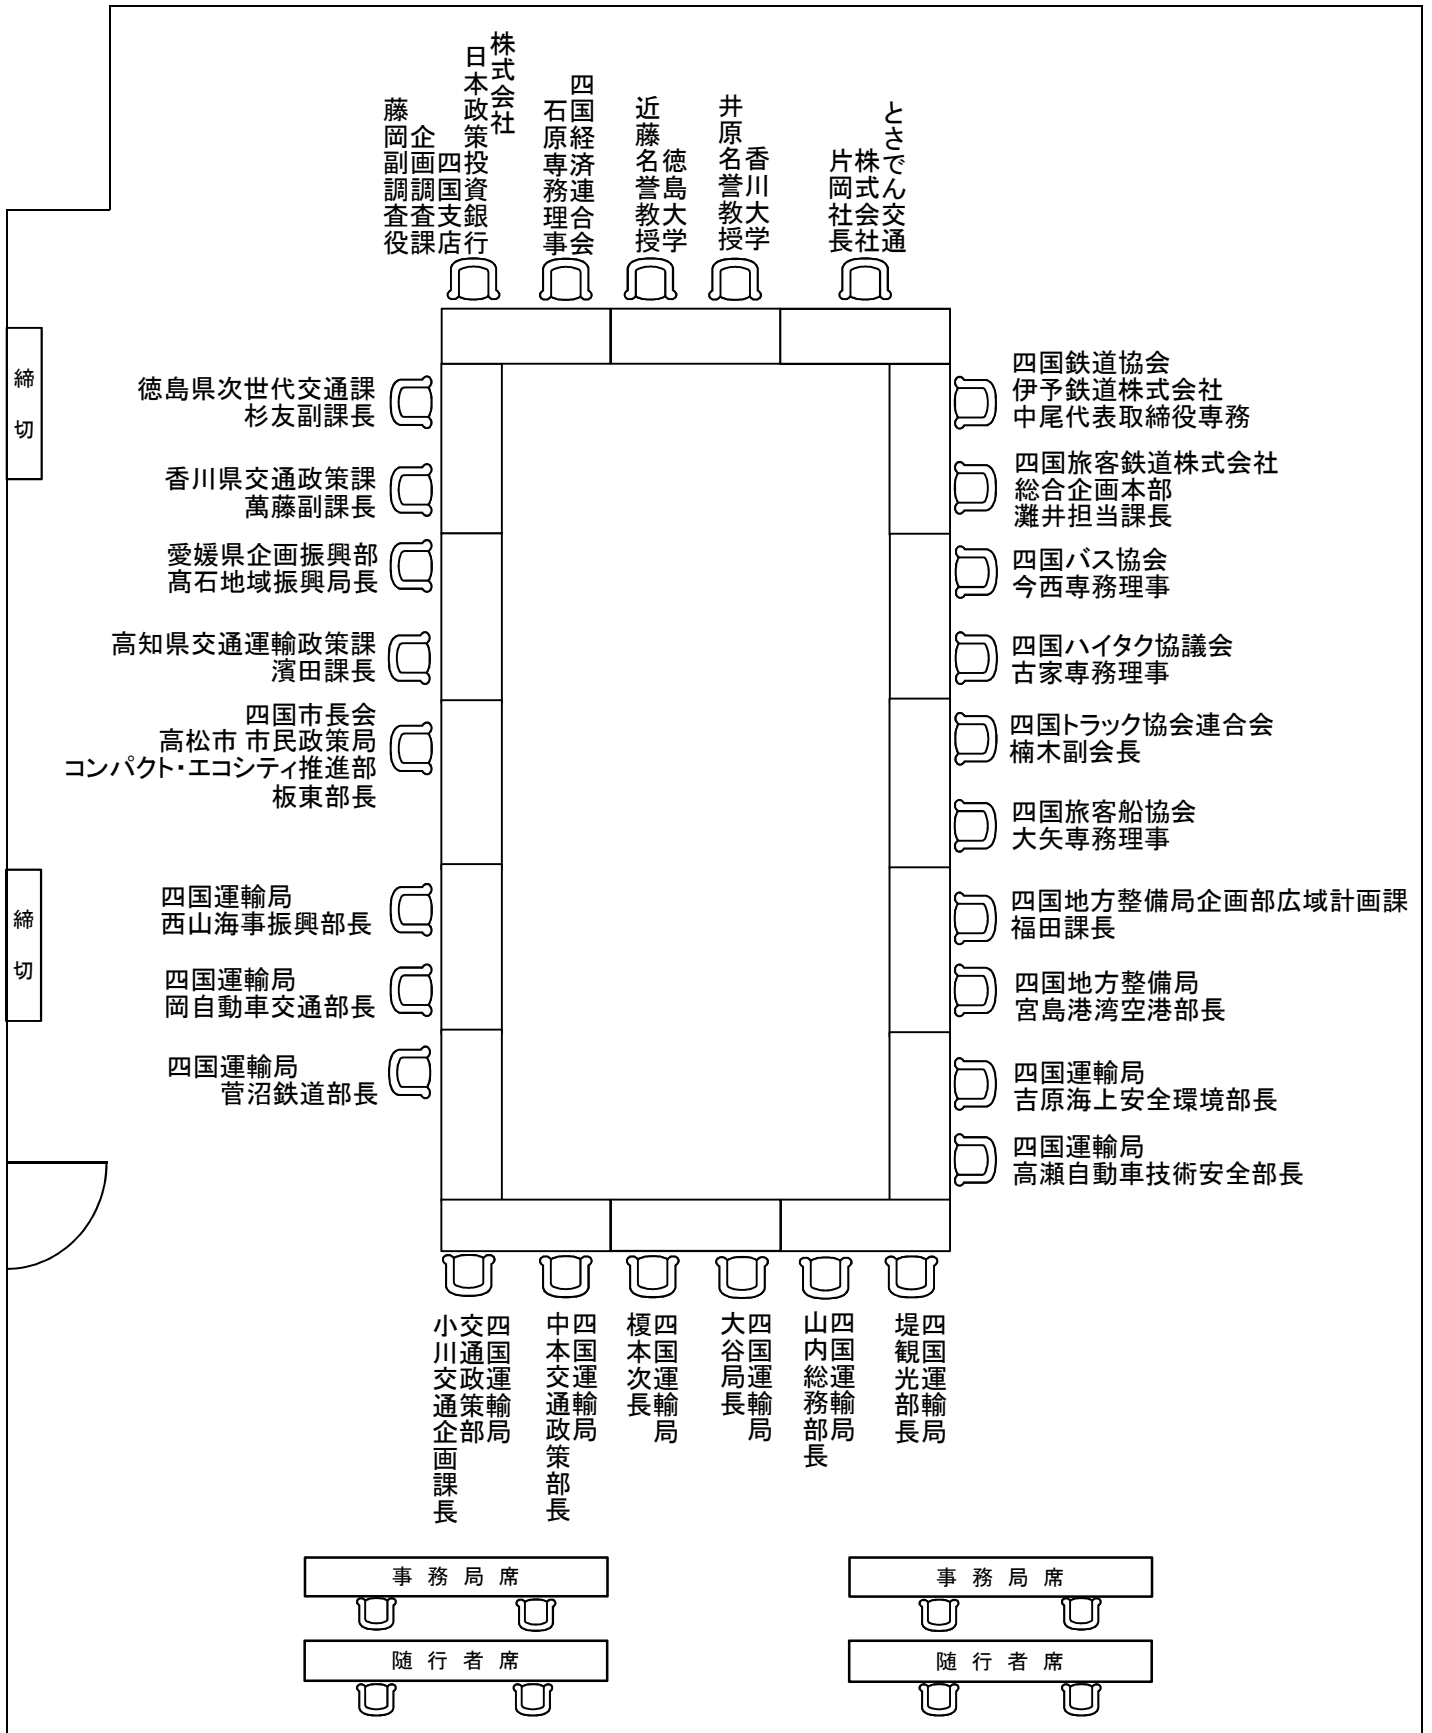 株式会社
日本政策投資銀行
四国支店
企画調査課
藤岡副調査役
四国経済連合会
石原専務理事
徳島大学
近藤名誉教授
香川大学
井原名誉教授
とさでん交通
株式会社
片岡社長
締切
徳島県次世代交通課
杉友副課長
香川県交通政策課
萬藤副課長
愛媛県企画振興部
髙石地域振興局長
高知県交通運輸政策課
濱田課長
四国市長会
高松市 市民政策局
コンパクト・エコシティ推進部
板東部長
締切
四国運輸局
西山海事振興部長
四国運輸局
岡自動車交通部長
四国運輸局
菅沼鉄道部長
四国鉄道協会
伊予鉄道株式会社
中尾代表取締役専務
四国旅客鉄道株式会社
総合企画本部
灘井担当課長
四国バス協会
今西専務理事
四国ハイタク協議会
古家専務理事
四国トラック協会連合会
楠木副会長
四国旅客船協会
大矢専務理事
四国地方整備局企画部広域計画課
福田課長
四国地方整備局
宮島港湾空港部長
四国運輸局
吉原海上安全環境部長
四国運輸局
高瀬自動車技術安全部長
四国運輸局
交通政策部
小川交通企画課長
四国運輸局
中本交通政策部長
四国運輸局
榎本次長
四国運輸局
大谷局長
四国運輸局
山内総務部長
四国運輸局
堤観光部長
事務局席
事務局席
随行者席
随行者席